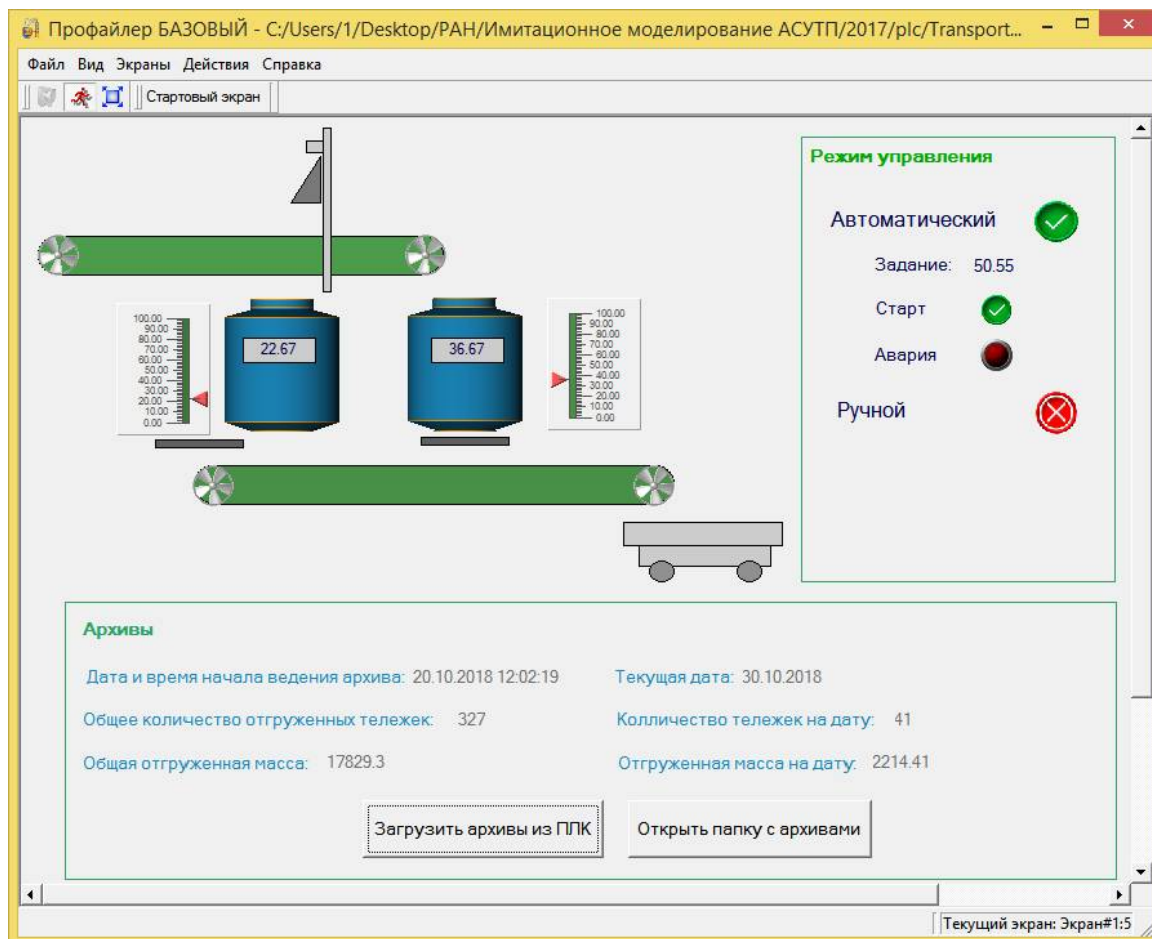 Профайлер БАЗОВЫЙ - C:/Users/1/Desktop/РАН/Имитационное моделирование АСУТП/2017/plc/Transport...
Файл Вид Экраны Действия Справка
Стартовый экран
Режим управления
Автоматический
Задание: 50.55
Старт
Авария
Ручной
100.00
90.00
80.00
70.00
60.00
50.00
40.00
30.00
20.00
10.00
0.00
22.67
36.67
100.00
90.00
80.00
70.00
60.00
50.00
40.00
30.00
20.00
10.00
0.00
Архивы
Дата и время начала ведения архива: 20.10.2018 12:02:19
Текущая дата: 30.10.2018
Общее количество отгруженных тележек: 327
Колличество тележек на дату: 41
Общая отгруженная масса: 17829.3
Отгруженная масса на дату: 2214.41
Загрузить архивы из ПЛК
Открыть папку с архивами
Текущий экран: Экран#1:5